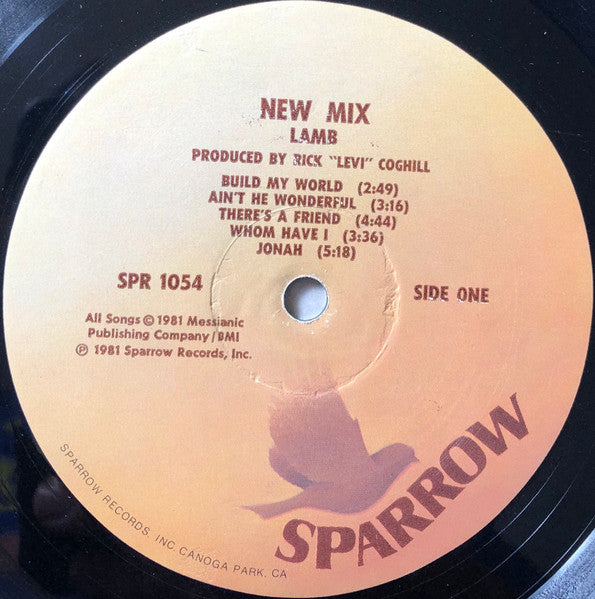 NEW MIX
LAMB
PRODUCED BY RICK "LEVI" COGHILL
BUILD MY WORLD (2:49)
AIN'T HE WONDERFUL (3:16)
THERE'S A FRIEND (4:44)
WHOM HAVE I (3:36)
JONAH (5:18)
SPR 1054
SIDE ONE
All Songs © 1981 Messianic
Publishing Company/BMI
℗ 1981 Sparrow Records, Inc.
SPARROW
SPARROW RECORDS, INC. CANOGA PARK, CA